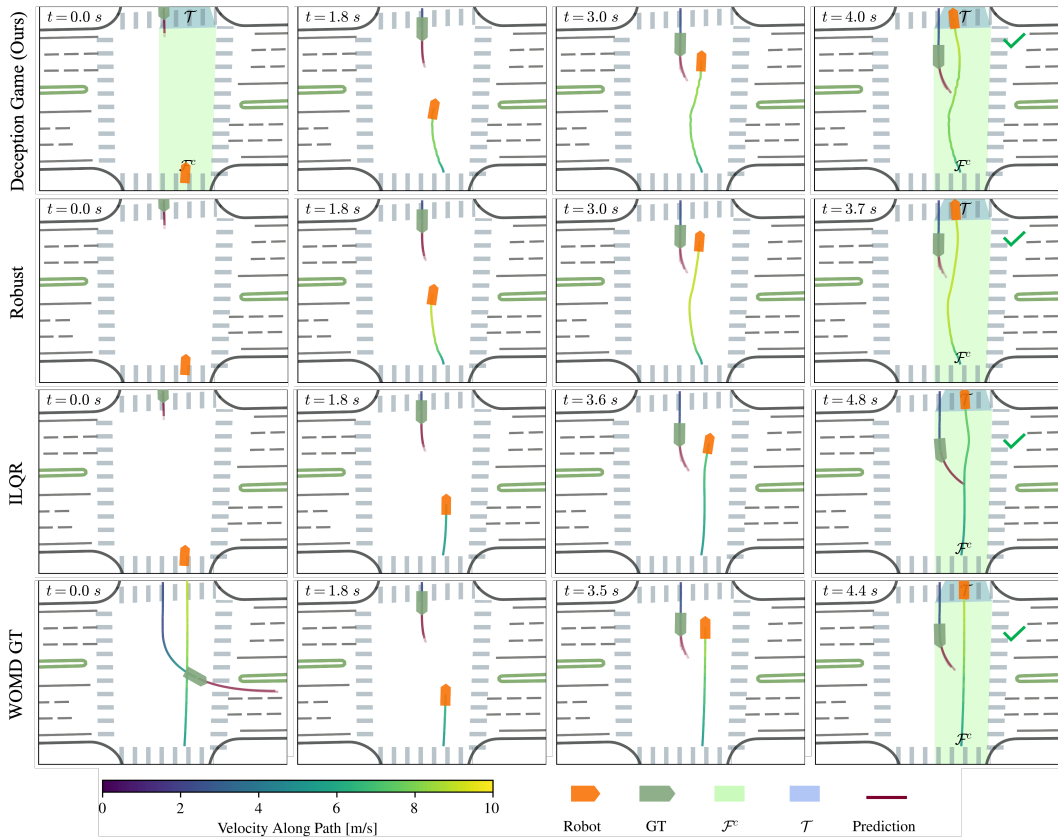 Deception Game (Ours)
t = 0.0 s
𝒯
ℱᶜ
t = 1.8 s
t = 3.0 s
t = 4.0 s
𝒯
ℱᶜ
Robust
t = 0.0 s
t = 1.8 s
t = 3.0 s
t = 3.7 s
𝒯
ℱᶜ
ILQR
t = 0.0 s
t = 1.8 s
t = 3.6 s
t = 4.8 s
𝒯
ℱᶜ
WOMD GT
t = 0.0 s
t = 1.8 s
t = 3.5 s
t = 4.4 s
𝒯
ℱᶜ
0 2 4 6 8 10
Velocity Along Path [m/s]
Robot GT ℱᶜ 𝒯 Prediction